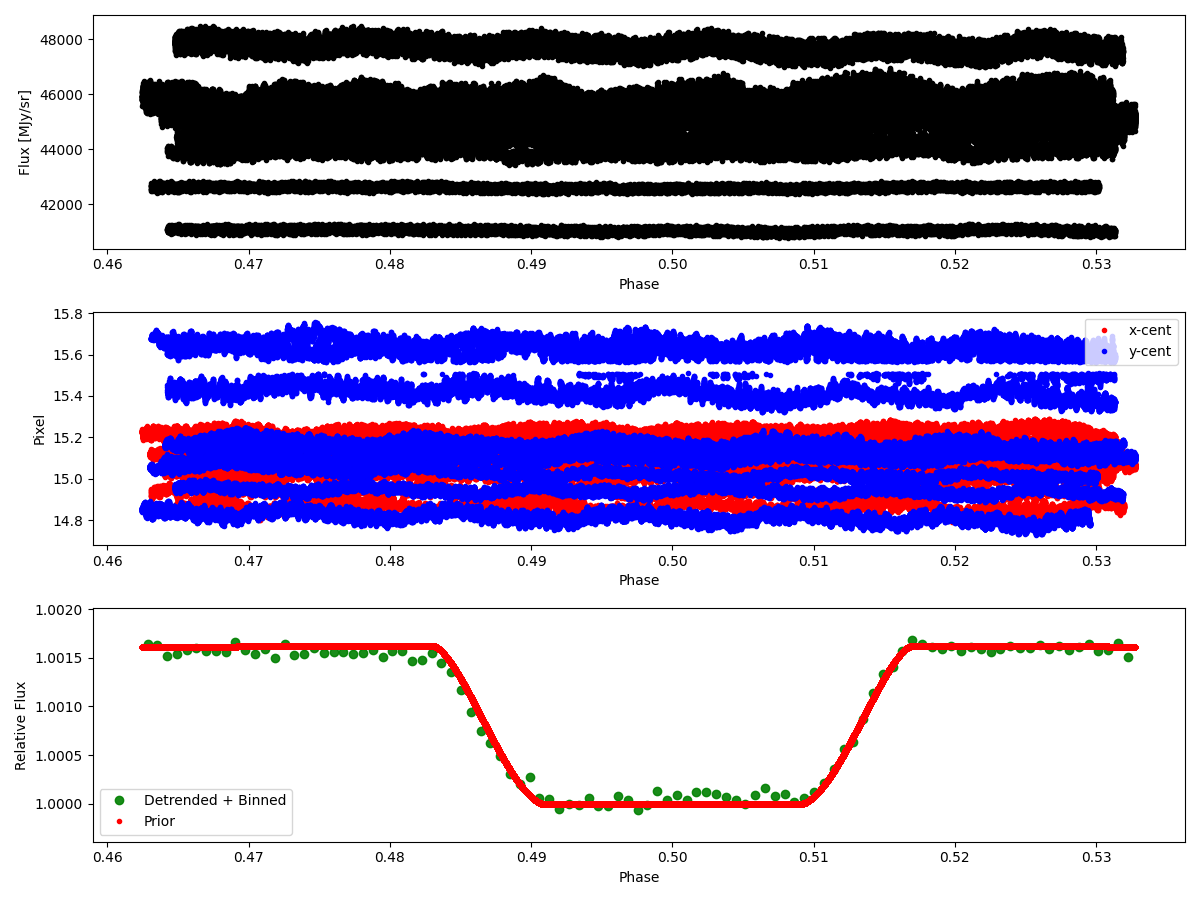 48000
46000
44000
42000
Flux [MJy/sr]
0.46 0.47 0.48 0.49 0.50 0.51 0.52 0.53
Phase
15.8
15.6
15.4
15.2
15.0
14.8
Pixel
x-cent
y-cent
0.46 0.47 0.48 0.49 0.50 0.51 0.52 0.53
Phase
1.0020
1.0015
1.0010
1.0005
1.0000
Relative Flux
Detrended + Binned
Prior
0.46 0.47 0.48 0.49 0.50 0.51 0.52 0.53
Phase